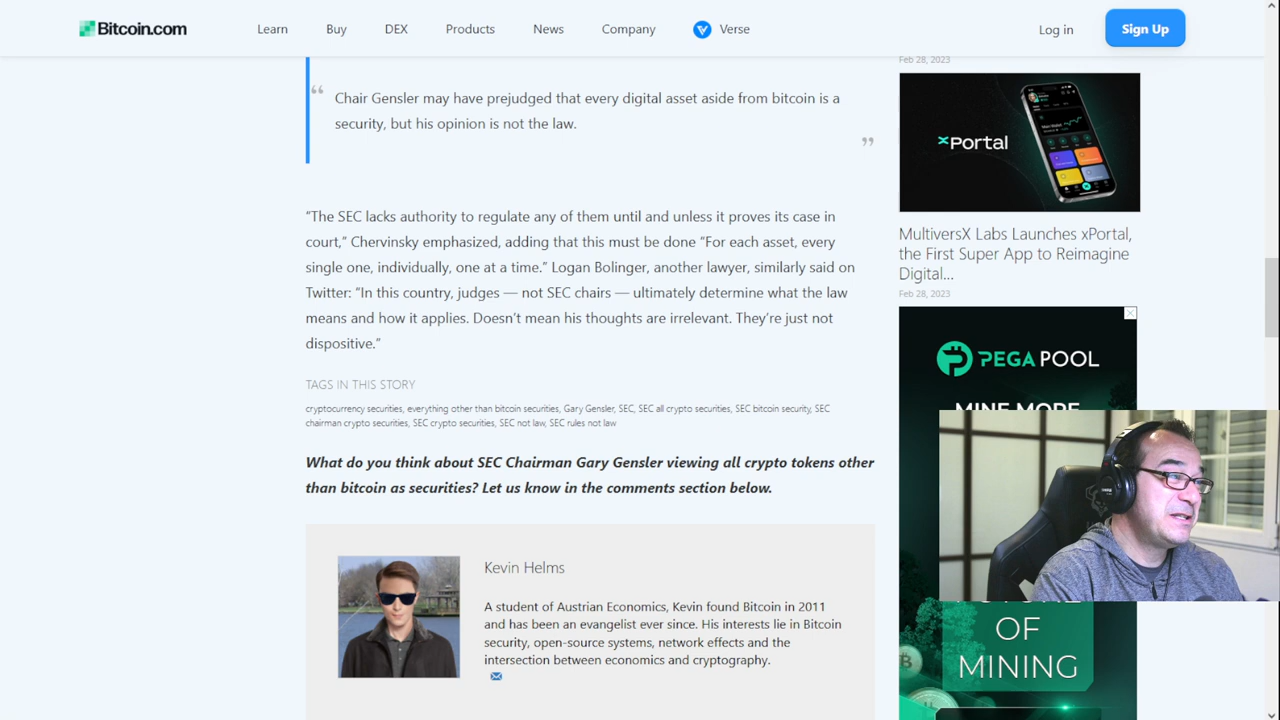 Bitcoin.com
Learn
Buy
DEX
Products
News
Company
Verse
Log in
Sign Up
“
Chair Gensler may have prejudged that every digital asset aside from bitcoin is a
security, but his opinion is not the law.
”
“The SEC lacks authority to regulate any of them until and unless it proves its case in
court,” Chervinsky emphasized, adding that this must be done “For each asset, every
single one, individually, one at a time.” Logan Bolinger, another lawyer, similarly said on
Twitter: “In this country, judges — not SEC chairs — ultimately determine what the law
means and how it applies. Doesn’t mean his thoughts are irrelevant. They’re just not
dispositive.”
TAGS IN THIS STORY
cryptocurrency securities, everything other than bitcoin securities, Gary Gensler, SEC, SEC all crypto securities, SEC bitcoin security, SEC
chairman crypto securities, SEC crypto securities, SEC not law, SEC rules not law
What do you think about SEC Chairman Gary Gensler viewing all crypto tokens other
than bitcoin as securities? Let us know in the comments section below.
Kevin Helms
A student of Austrian Economics, Kevin found Bitcoin in 2011
and has been an evangelist ever since. His interests lie in Bitcoin
security, open-source systems, network effects and the
intersection between economics and cryptography.
Feb 28, 2023
xPortal
MultiversX Labs Launches xPortal,
the First Super App to Reimagine
Digital...
Feb 28, 2023
PEGA POOL
MINE MORE
FUTURE
OF
MINING